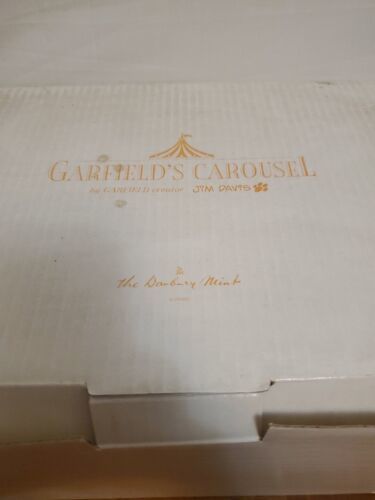 GARFIELD'S CAROUSEL
by GARFIELD creator JIM DAVIS
The Danbury Mint